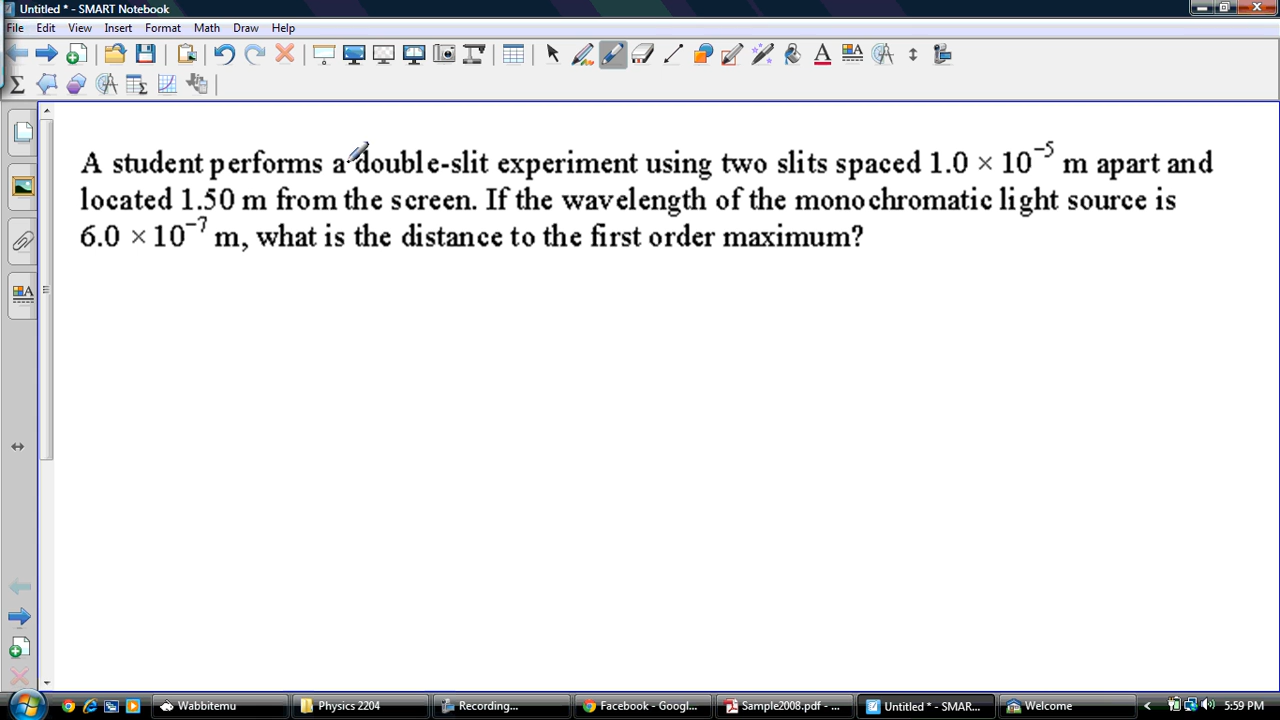 Untitled * - SMART Notebook
File Edit View Insert Format Math Draw Help
A student performs a double-slit experiment using two slits spaced 1.0 × 10⁻⁵ m apart and
located 1.50 m from the screen. If the wavelength of the monochromatic light source is
6.0 × 10⁻⁷ m, what is the distance to the first order maximum?
Wabbitemu Physics 2204 Recording... Facebook - Googl... Sample2008.pdf - ... Untitled * - SMAR... Welcome 5:59 PM